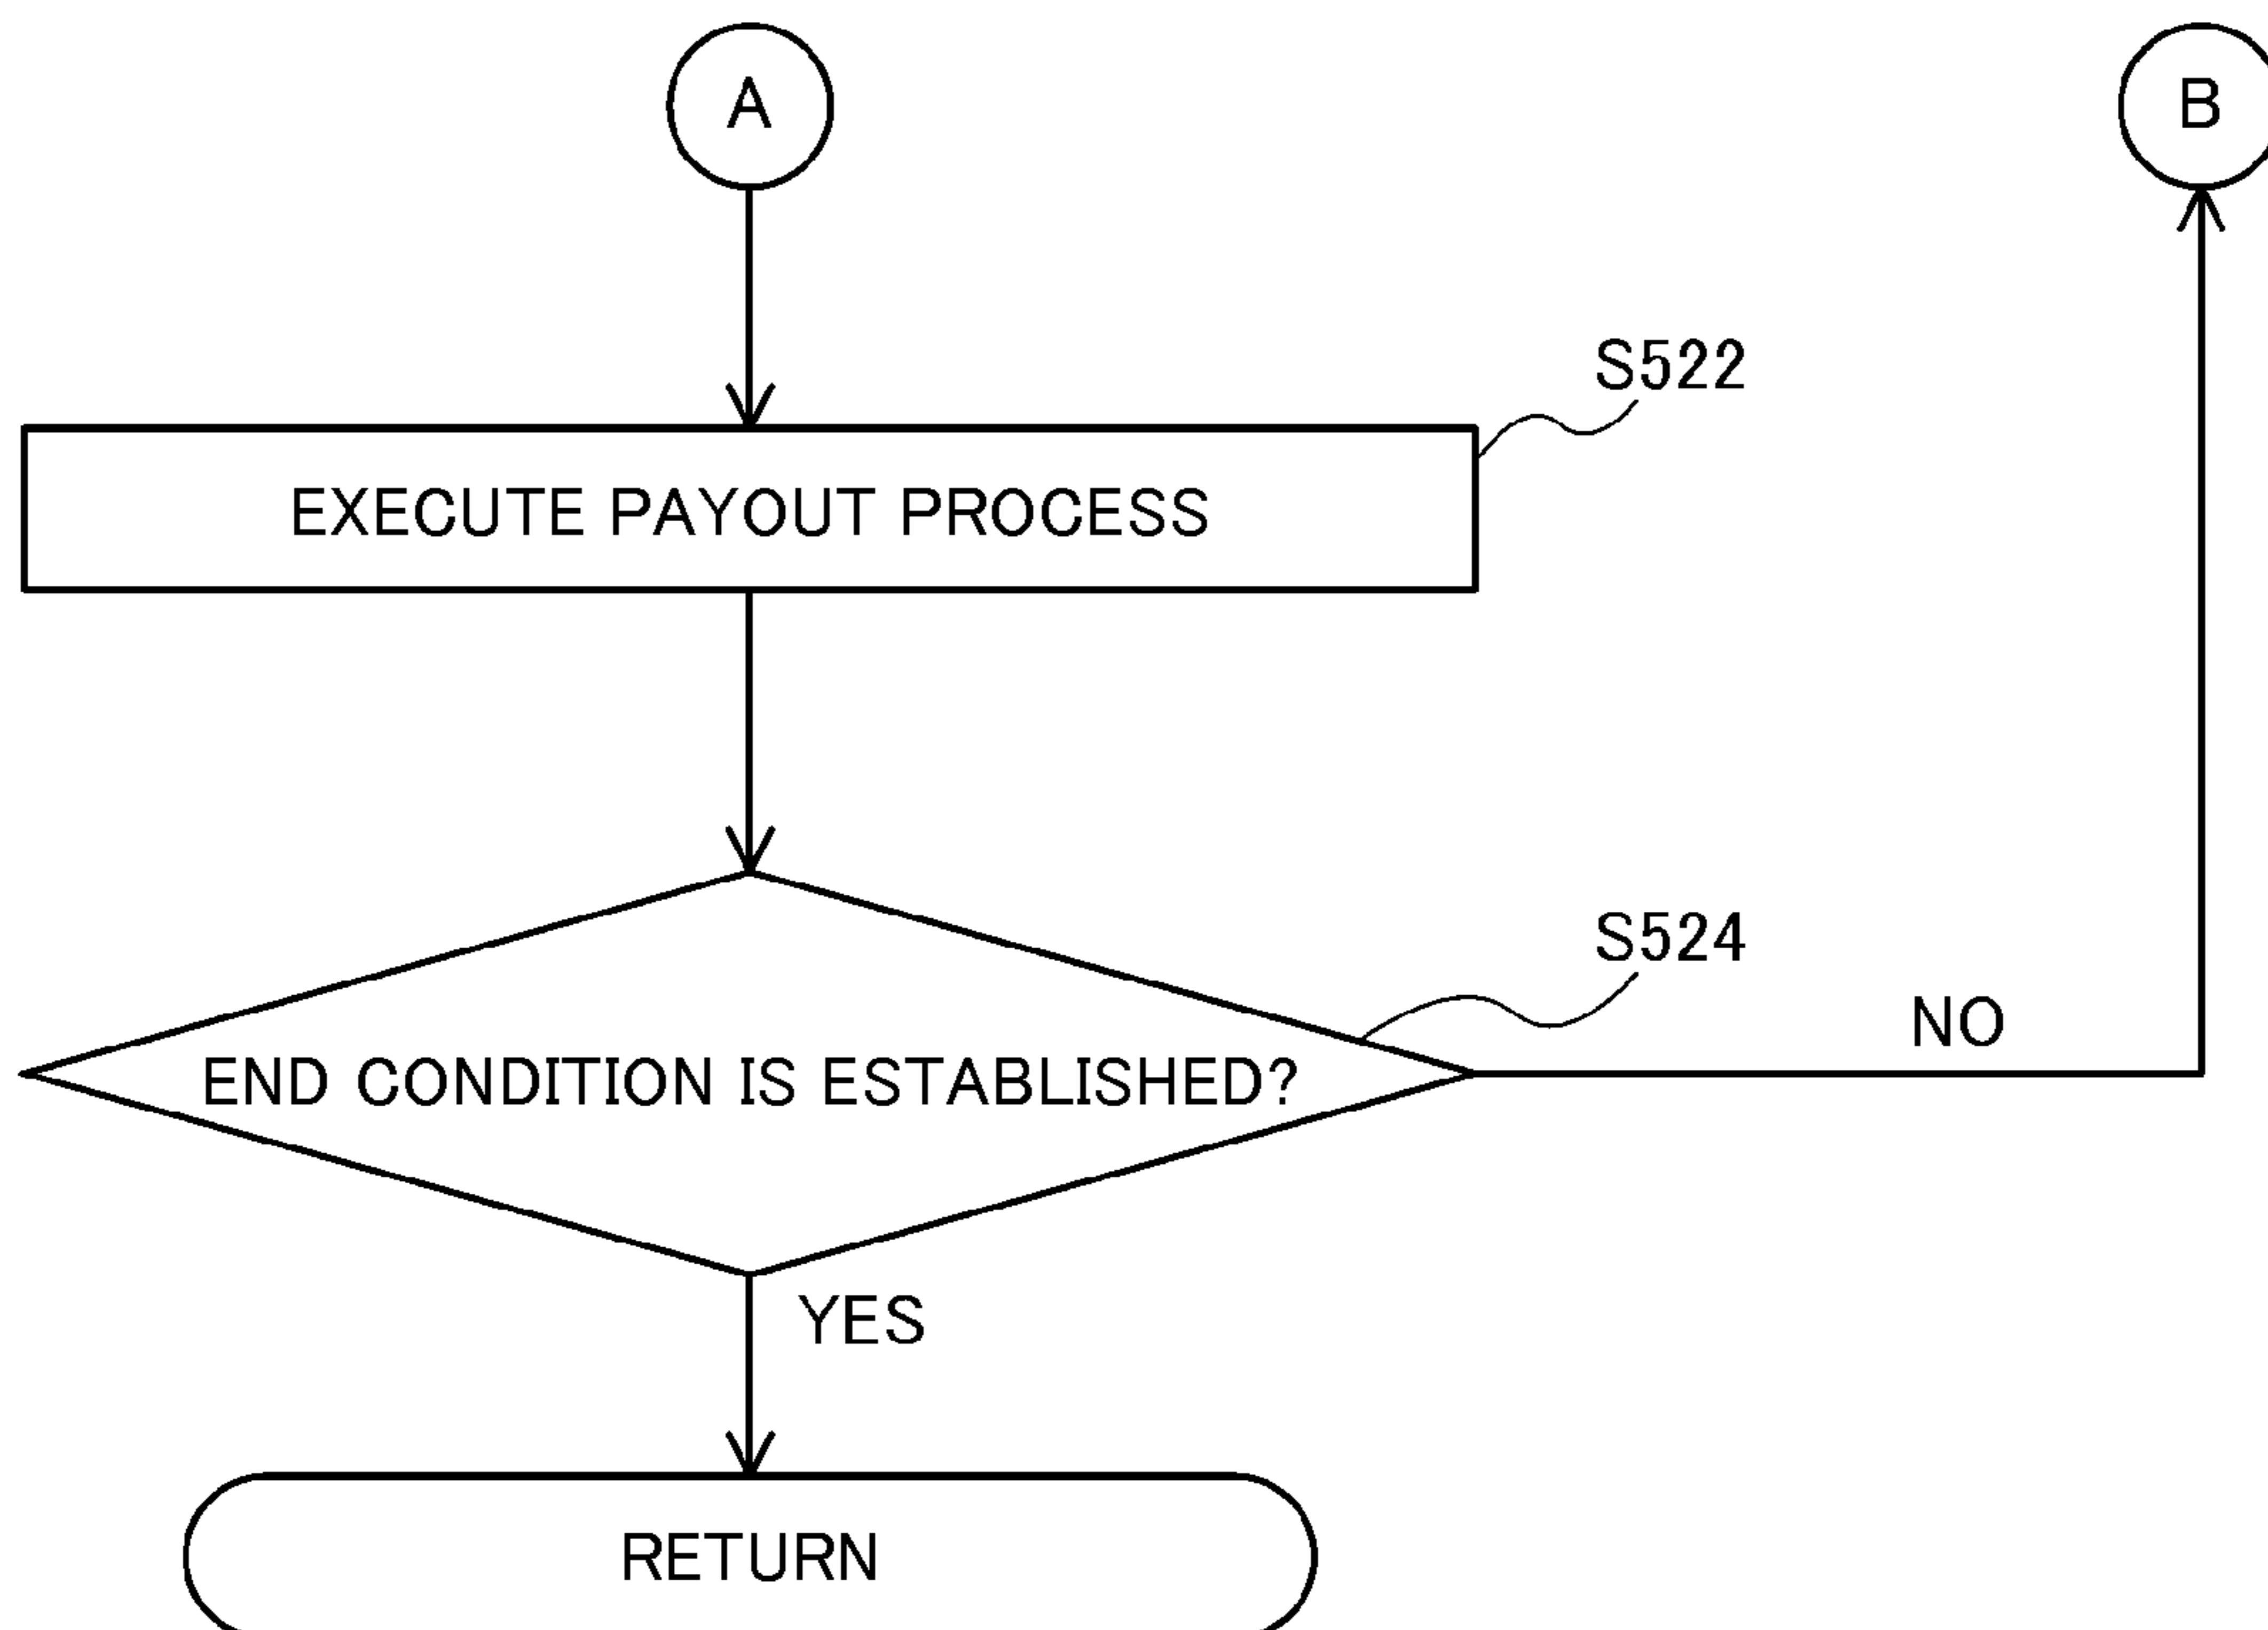 A
B
S522
EXECUTE PAYOUT PROCESS
S524
NO
END CONDITION IS ESTABLISHED?
YES
RETURN